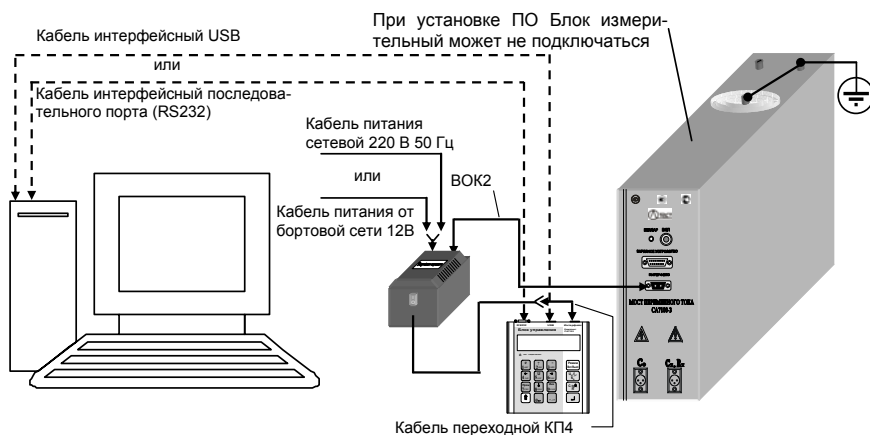 Кабель интерфейсный USB
или
Кабель интерфейсный последова-
тельного порта (RS232)
При установке ПО Блок измери-
тельный может не подключаться
Кабель питания
сетевой 220 В 50 Гц
или
Кабель питания от
бортовой сети 12В
ВОК2
МОСТ ПЕРЕМЕННОГО ТОКА
СА7100-3
Блок управления
Кабель переходной КП4